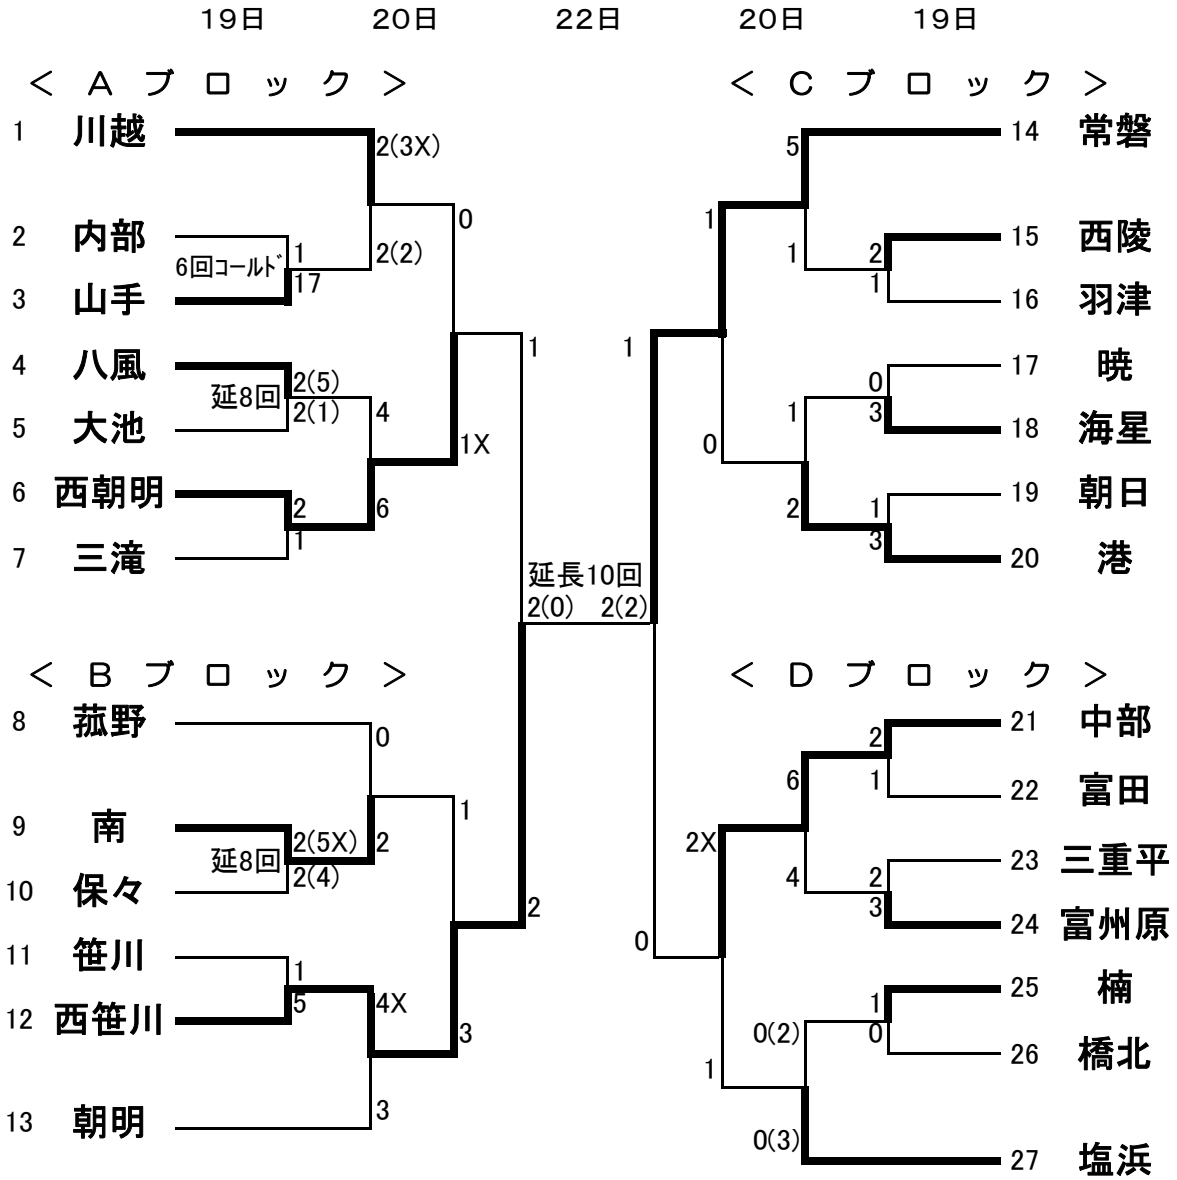 19日 20日 22日 20日 19日
＜ A ブ ロ ッ ク ＞
1 川越
2(3X)
0
2 内部
6回ｺｰﾙﾄﾞ
1
17
2(2)
3 山手
4 八風
延8回
2(5)
2(1)
4
5 大池
1X
6 西朝明
2
1
6
7 三滝
1
＜ B ブ ロ ッ ク ＞
8 菰野
0
1
9 南
延8回
2(5X)
2(4)
2
10 保々
11 笹川
1
5
12 西笹川
4X
3
13 朝明
3
2
延長10回
2(0) 2(2)
＜ C ブ ロ ッ ク ＞
5
14 常磐
1
1
2
15 西陵
1
16 羽津
1
17 暁
0
3
1
18 海星
0
19 朝日
1
3
2
20 港
＜ D ブ ロ ッ ク ＞
21 中部
2
1
6
22 富田
2X
23 三重平
2
3
4
24 富州原
0
25 楠
1
0
0(2)
26 橋北
1
0(3)
27 塩浜